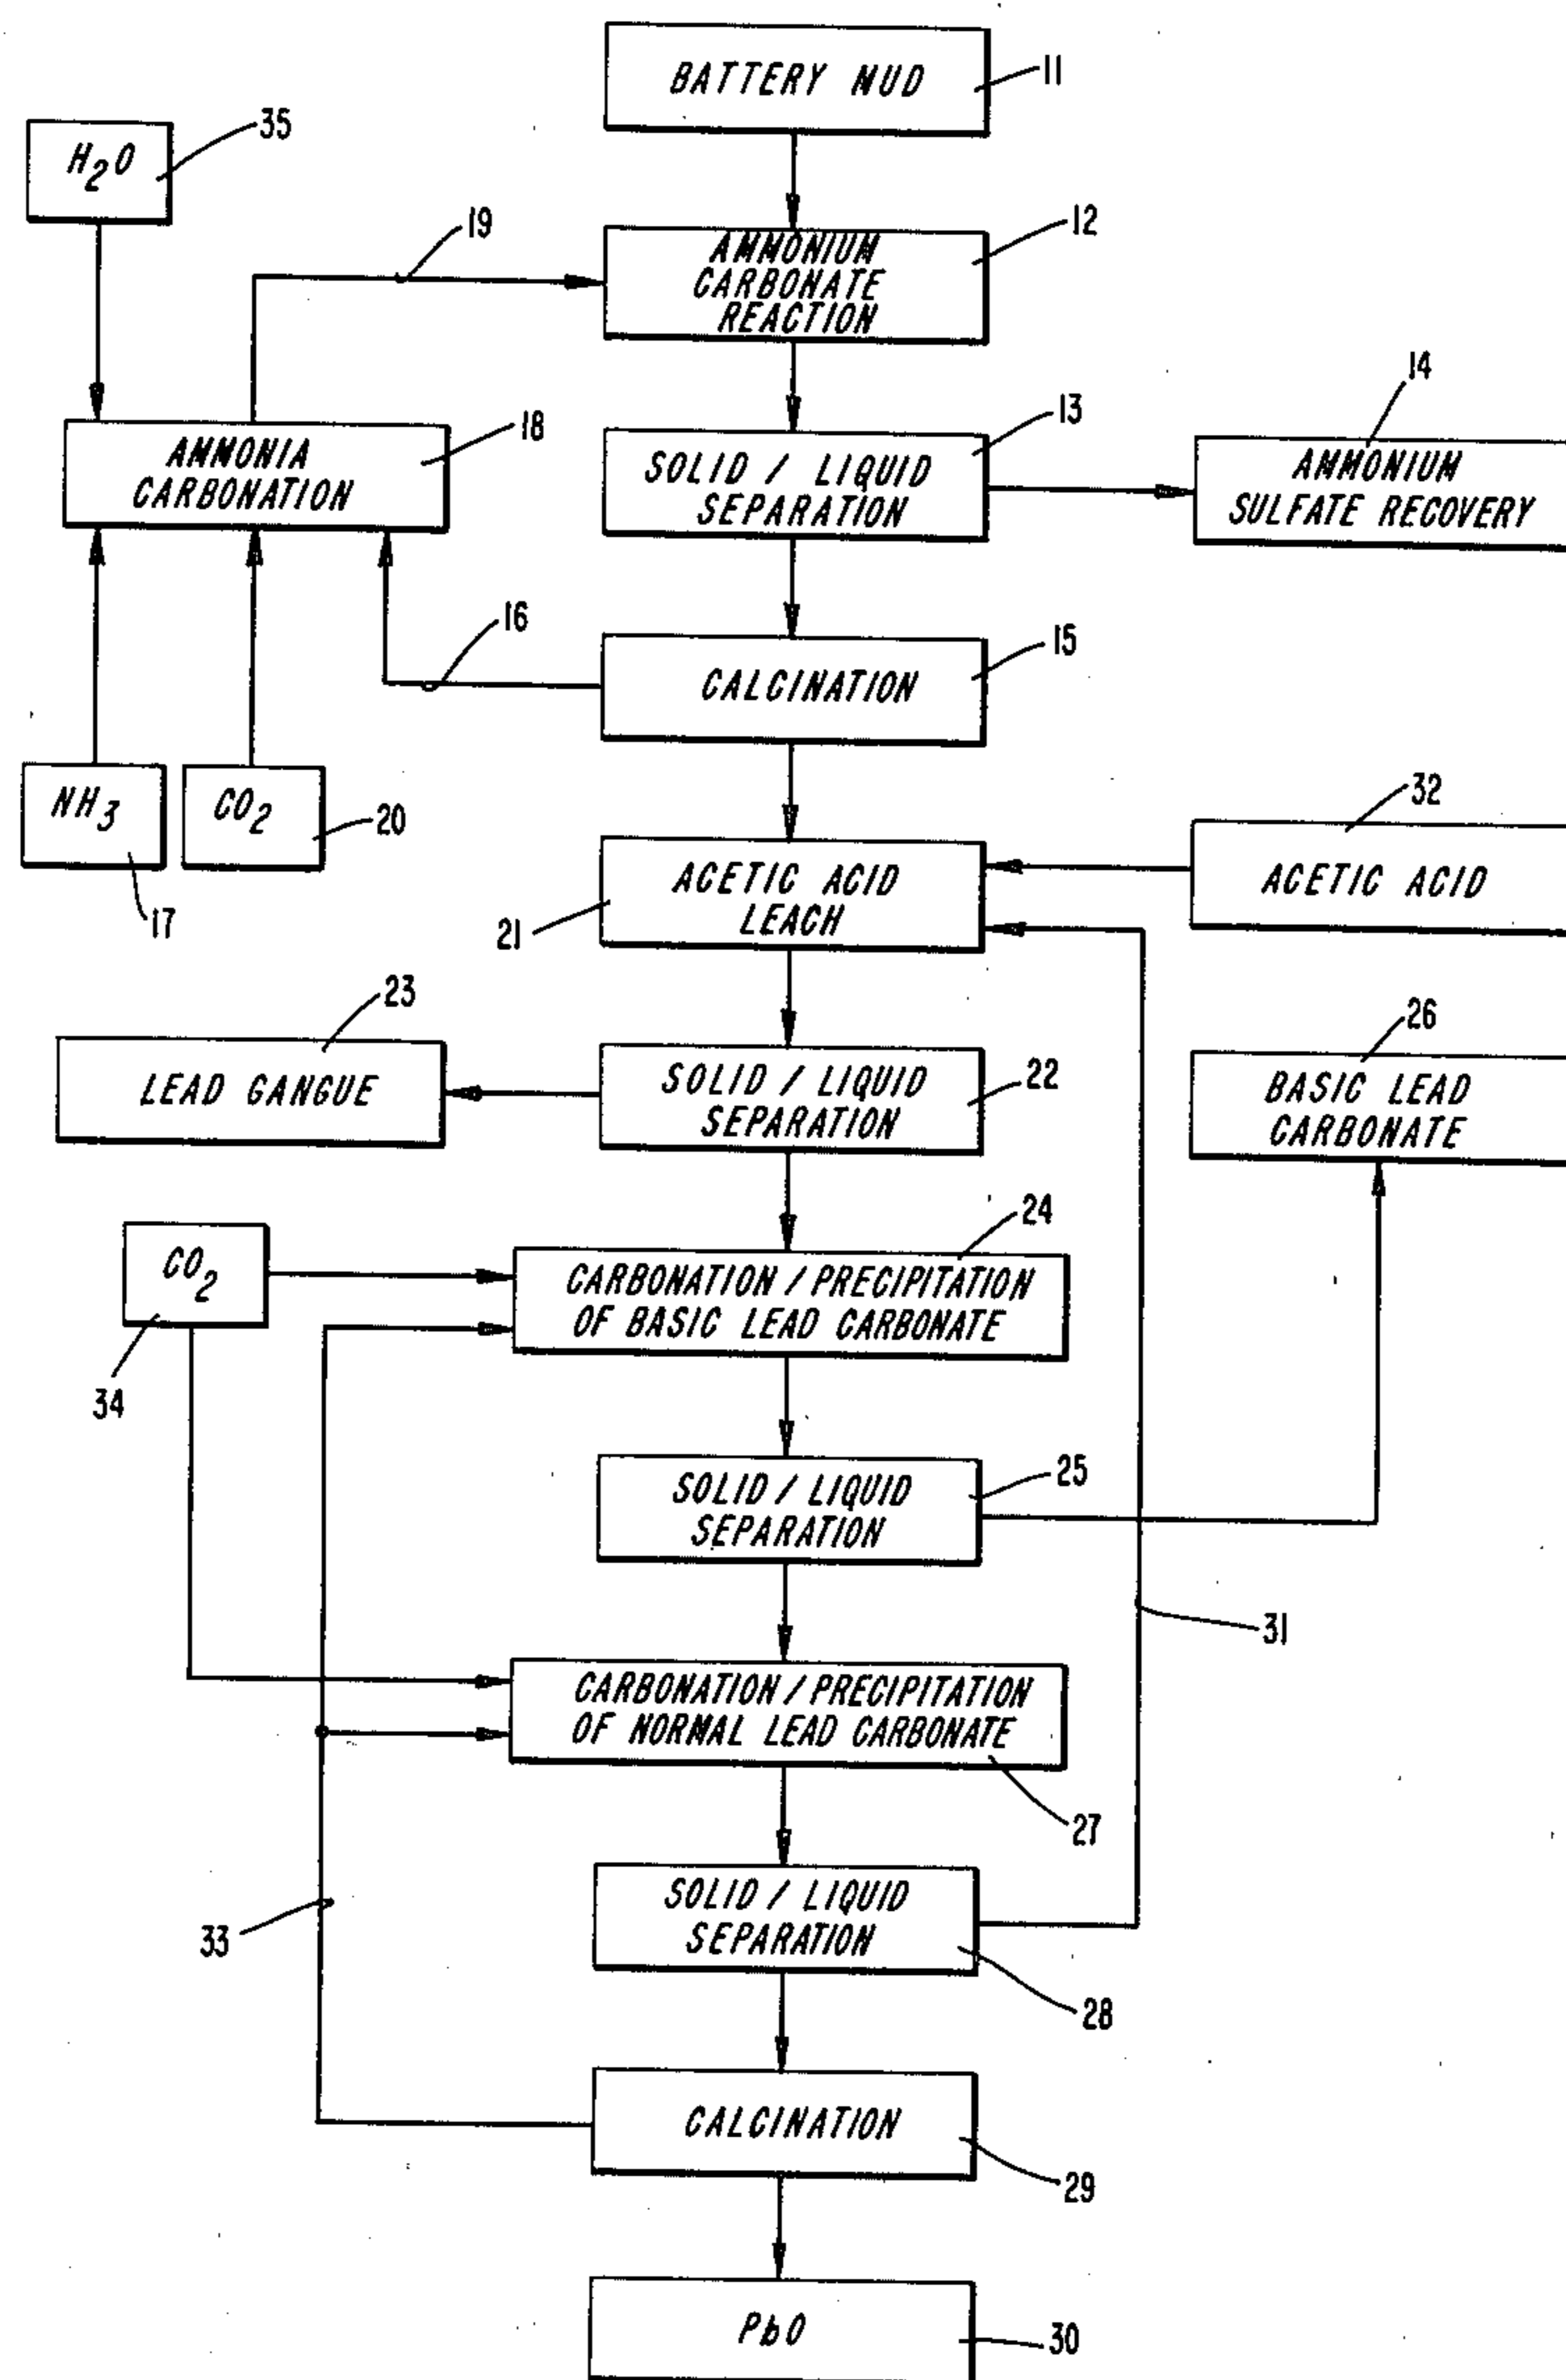 BATTERY MUD
11
35
H2O
19
12
AMMONIUM
CARBONATE
REACTION
14
13
18
AMMONIA
CARBONATION
SOLID / LIQUID
SEPARATION
AMMONIUM
SULFATE RECOVERY
16
15
CALCINATION
NH3
CO2
20
17
32
ACETIC ACID
LEACH
ACETIC ACID
21
23
26
LEAD GANGUE
SOLID / LIQUID
SEPARATION
22
BASIC LEAD
CARBONATE
24
CO2
34
CARBONATION / PRECIPITATION
OF BASIC LEAD CARBONATE
25
SOLID / LIQUID
SEPARATION
31
CARBONATION / PRECIPITATION
OF NORMAL LEAD CARBONATE
27
SOLID / LIQUID
SEPARATION
33
28
CALCINATION
29
PbO
30